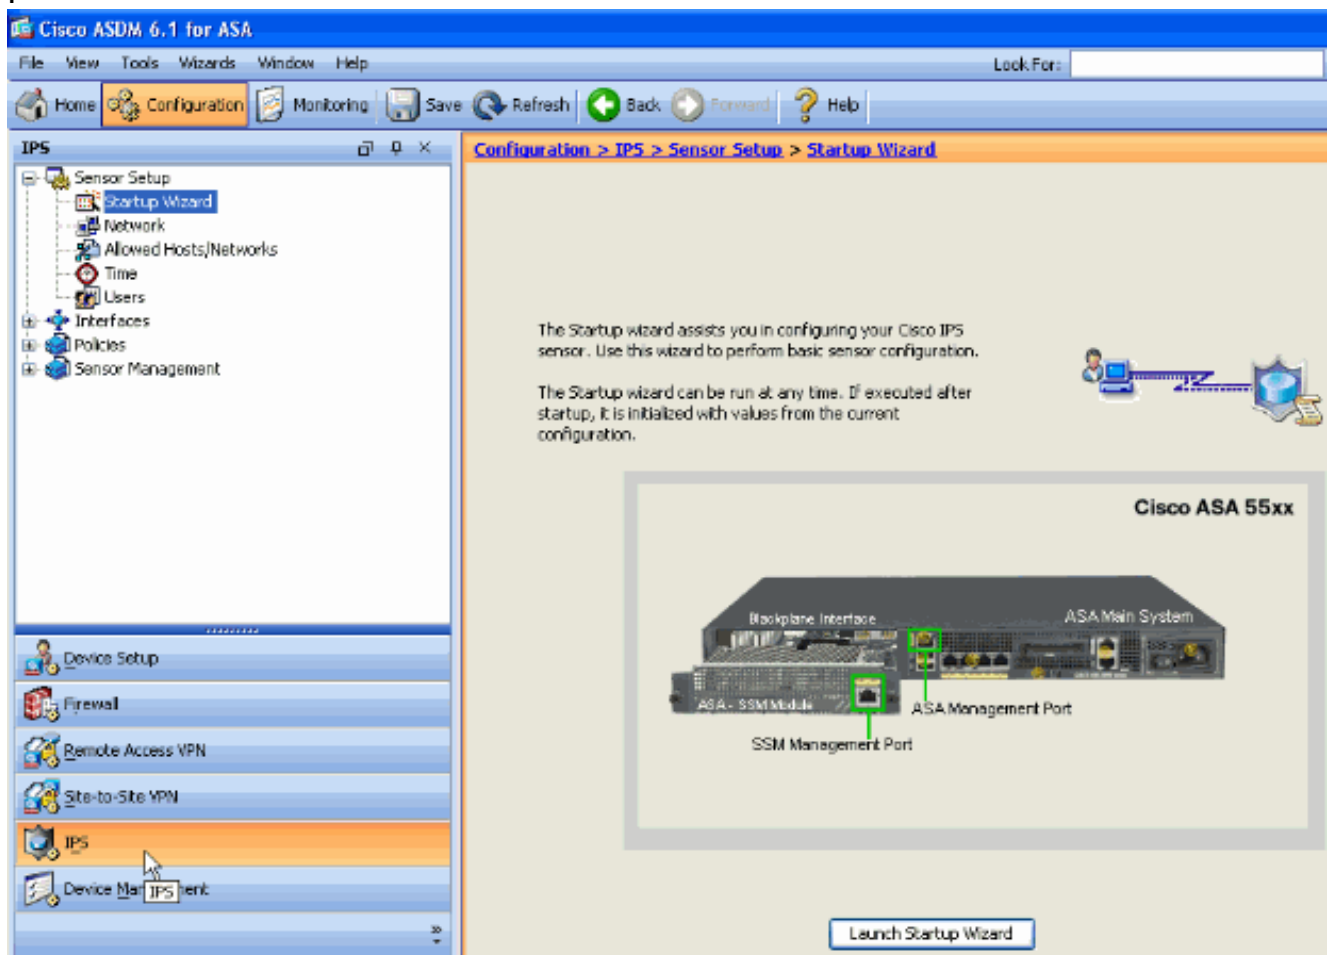 Cisco ASDM 6.1 for ASA
File View Tools Wizards Window Help Look For:
Home Configuration Monitoring Save Refresh Back Forward Help
IPS
Configuration > IPS > Sensor Setup > Startup Wizard
Sensor Setup
Startup Wizard
Network
Allowed Hosts/Networks
Time
Users
Interfaces
Policies
Sensor Management
The Startup wizard assists you in configuring your Cisco IPS
sensor. Use this wizard to perform basic sensor configuration.
The Startup wizard can be run at any time. If executed after
startup, it is initialized with values from the current
configuration.
Cisco ASA 55xx
Blackplane Interface
ASA Main System
ASA - SSM Module
ASA Management Port
SSM Management Port
Device Setup
Firewall
Remote Access VPN
Site-to-Site VPN
IPS
Device Man
ment
IPS
Launch Startup Wizard